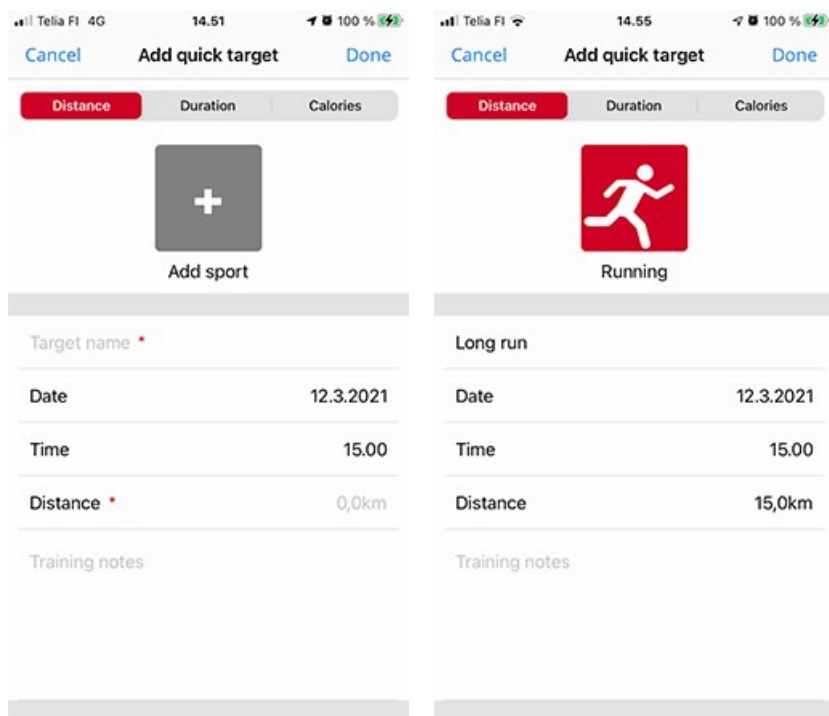 Telia FI 4G 14.51 100 %
Cancel Add quick target Done
Distance Duration Calories
Add sport
Target name *
Date 12.3.2021
Time 15.00
Distance * 0,0km
Training notes
Telia FI 14.55 100 %
Cancel Add quick target Done
Distance Duration Calories
Running
Long run
Date 12.3.2021
Time 15.00
Distance 15,0km
Training notes